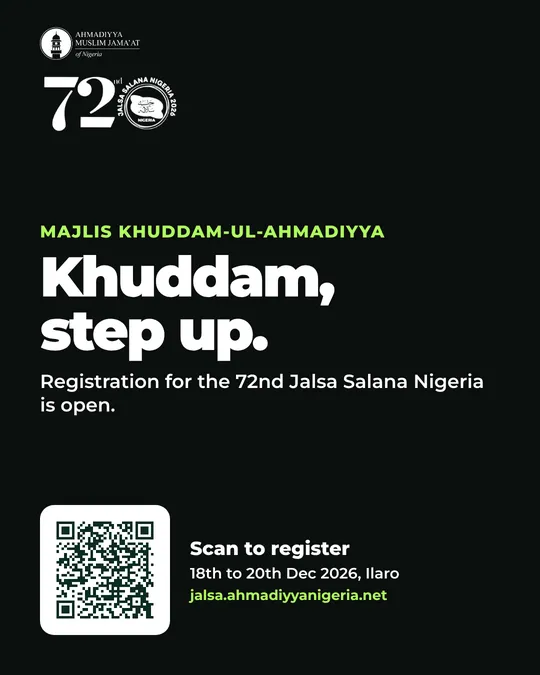 AHMADIYYA
MUSLIM JAMA'AT
of Nigeria
72nd
JALSA SALANA NIGERIA 2026
NIGERIA
MAJLIS KHUDDAM-UL-AHMADIYYA
Khuddam,
step up.
Registration for the 72nd Jalsa Salana Nigeria
is open.
Scan to register
18th to 20th Dec 2026, Ilaro
jalsa.ahmadiyyanigeria.net